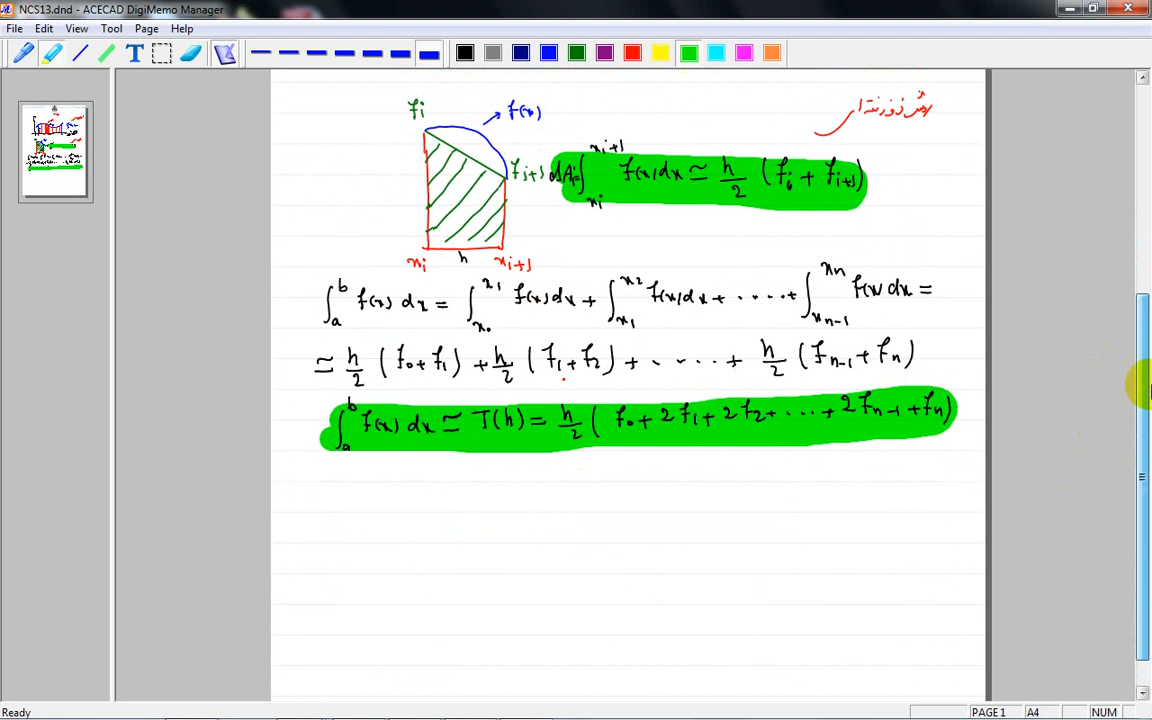 NCS13.dnd - ACECAD DigiMemo Manager
File Edit View Tool Page Help
T
fi
f(x)
fi+1
dAi=∫xi^xi+1 f(x)dx ≃ h/2 (fi + fi+1)
xi h xi+1
∫a^b f(x) dx = ∫x0^x1 f(x)dx + ∫x1^x2 f(x)dx + ..... + ∫xn-1^xn f(x)dx =
≃ h/2 (f0+f1) + h/2 (f1+f2) + ..... + h/2 (fn-1+fn)
∫a^b f(x) dx ≃ T(h) = h/2 ( f0+2f1+2f2+...+2fn-1+fn)
Ready PAGE 1 A4 NUM